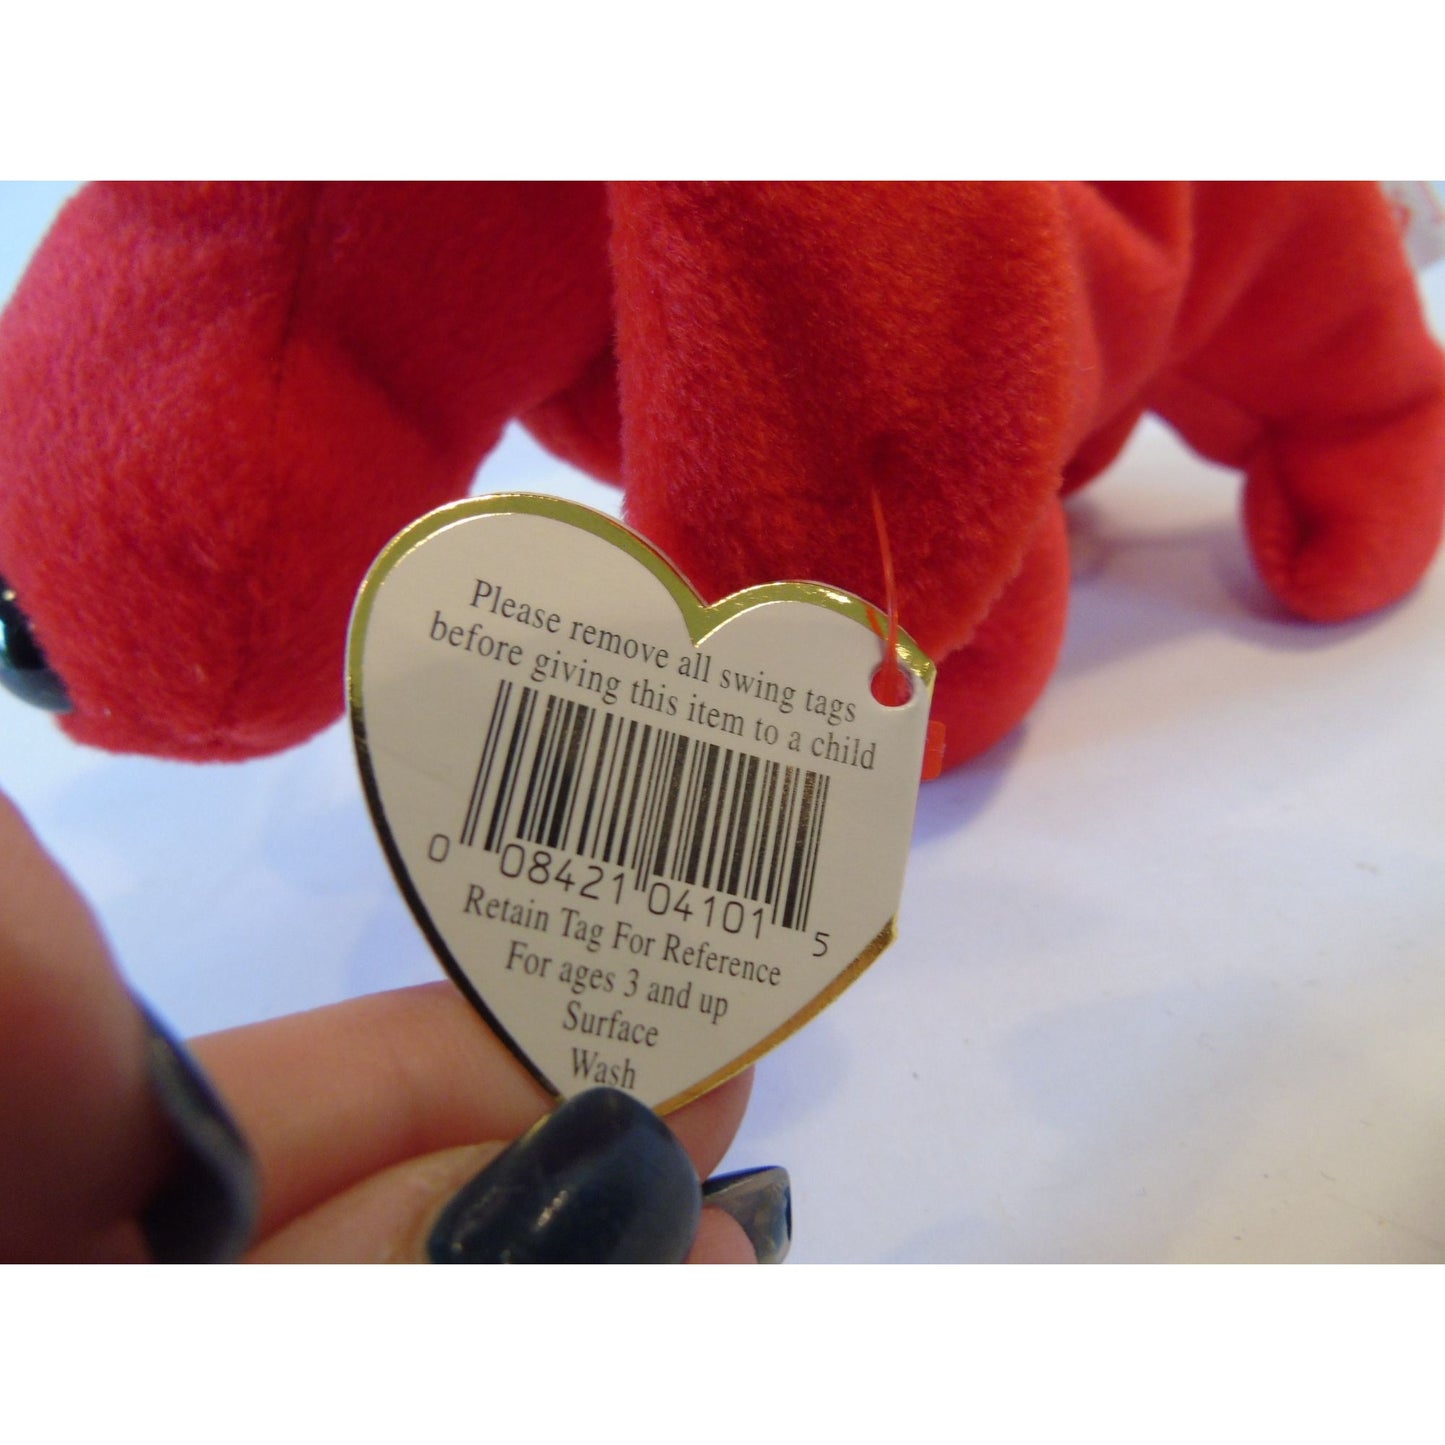 Please remove all swing tags
before giving this item to a child
0 08421 04101 5
Retain Tag For Reference
For ages 3 and up
Surface
Wash